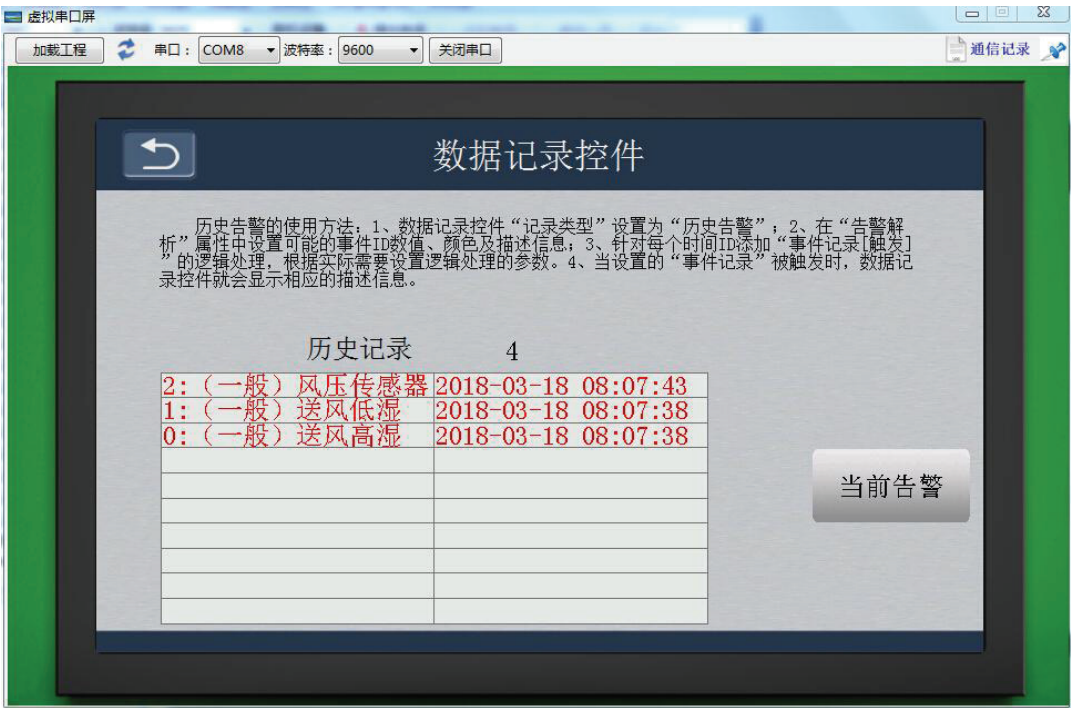 虚拟串口屏
加载工程 串口: COM8 波特率: 9600 关闭串口 通信记录
数据记录控件
历史告警的使用方法：1、数据记录控件“记录类型”设置为“历史告警”；2、在“告警解
析”属性中设置可能的事件ID数值、颜色及描述信息；3、针对每个时间ID添加“事件记录[触发]
”的逻辑处理，根据实际需要设置逻辑处理的参数。4、当设置的“事件记录”被触发时，数据记
录控件就会显示相应的描述信息。
历史记录 4
2:（一般）风压传感器 2018-03-18 08:07:43
1:（一般）送风低湿 2018-03-18 08:07:38
0:（一般）送风高湿 2018-03-18 08:07:38
当前告警